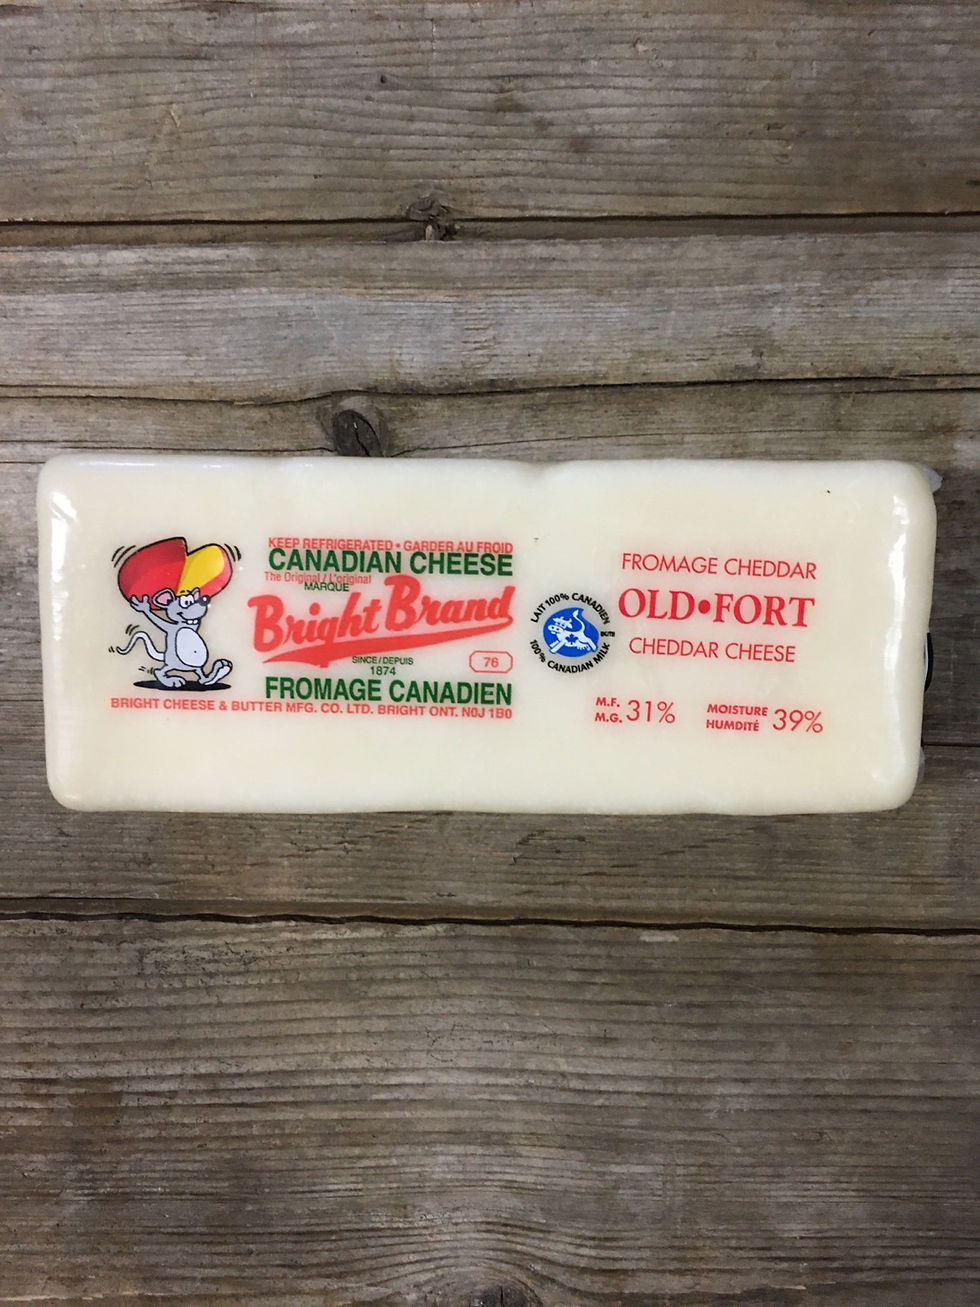 KEEP REFRIGERATED • GARDER AU FROID
CANADIAN CHEESE
The Original / L'original
MARQUE
Bright Brand
SINCE / DEPUIS
1874
76
FROMAGE CANADIEN
BRIGHT CHEESE & BUTTER MFG. CO. LTD. BRIGHT ONT. N0J 1B0
LAIT 100% CANADIEN
100% CANADIAN MILK
FROMAGE CHEDDAR
OLD•FORT
CHEDDAR CHEESE
M.F.
M.G. 31%
MOISTURE
HUMDITÉ 39%